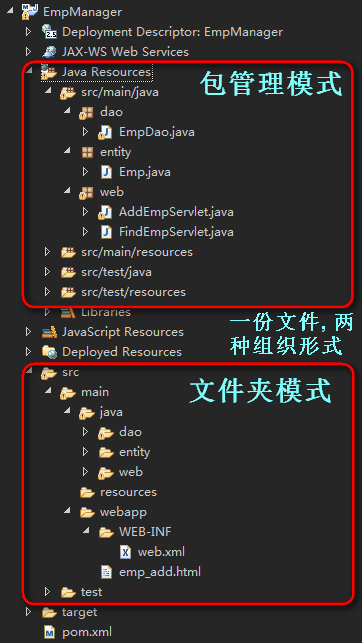 EmpManager
Deployment Descriptor: EmpManager
JAX-WS Web Services
Java Resources
包管理模式
src/main/java
dao
EmpDao.java
entity
Emp.java
web
AddEmpServlet.java
FindEmpServlet.java
src/main/resources
src/test/java
src/test/resources
Libraries
一份文件,两
种组织形式
JavaScript Resources
Deployed Resources
src
文件夹模式
main
java
dao
entity
web
resources
webapp
WEB-INF
web.xml
emp_add.html
test
target
pom.xml